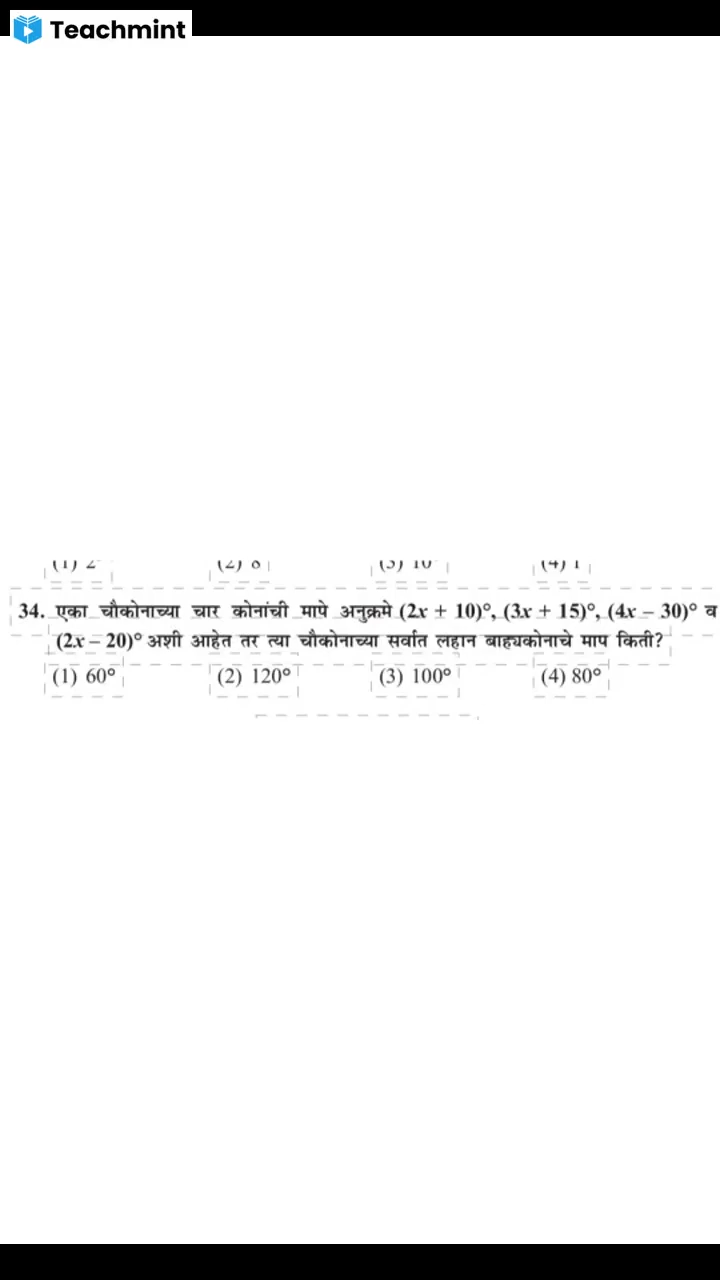 Teachmint
34. एका चौकोनाच्या चार कोनांची मापे अनुक्रमे (2x + 10)°, (3x + 15)°, (4x – 30)° व
(2x – 20)° अशी आहेत तर त्या चौकोनाच्या सर्वात लहान बाह्यकोनाचे माप किती?
(1) 60° (2) 120° (3) 100° (4) 80°